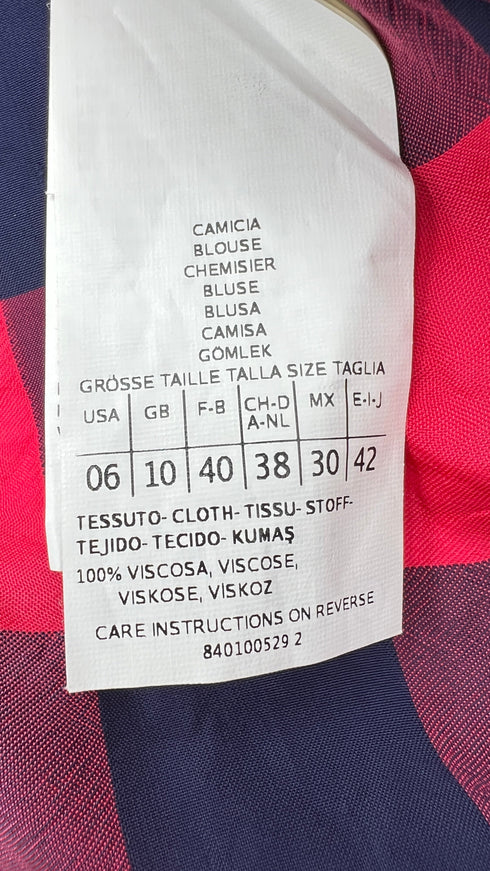 CAMICIA
BLOUSE
CHEMISIER
BLUSE
BLUSA
CAMISA
GÖMLEK
GRÖSSE TAILLE TALLA SIZE TAGLIA
USA GB F-B CH-D A-NL MX E-I-J
06 10 40 38 30 42
TESSUTO- CLOTH- TISSU- STOFF-
TEJIDO- TECIDO- KUMAŞ
100% VISCOSA, VISCOSE,
VISKOSE, VİSKOZ
CARE INSTRUCTIONS ON REVERSE
840100529 2